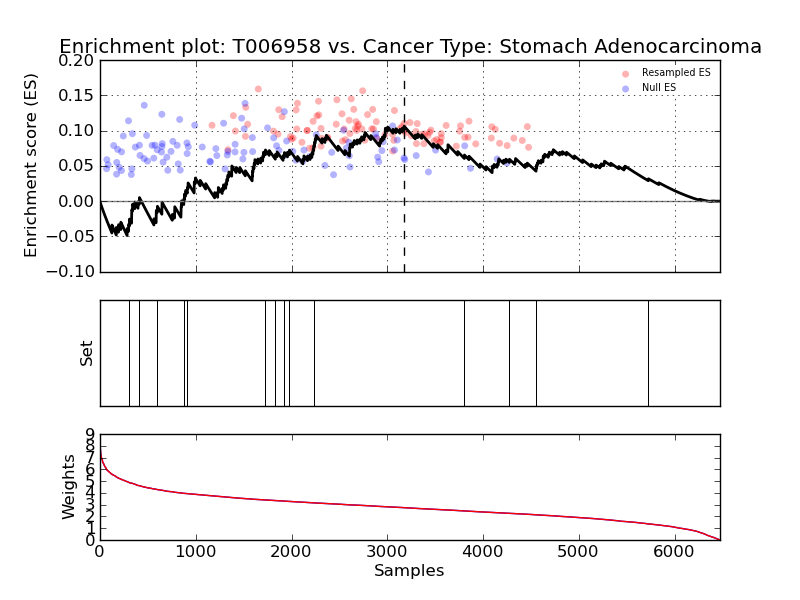 Enrichment plot: T006958 vs. Cancer Type: Stomach Adenocarcinoma
0.20
0.15
0.10
0.05
0.00
−0.05
−0.10
Enrichment score (ES)
Resampled ES
Null ES
Set
9
8
7
6
5
4
3
2
1
0
Weights
0 1000 2000 3000 4000 5000 6000
Samples